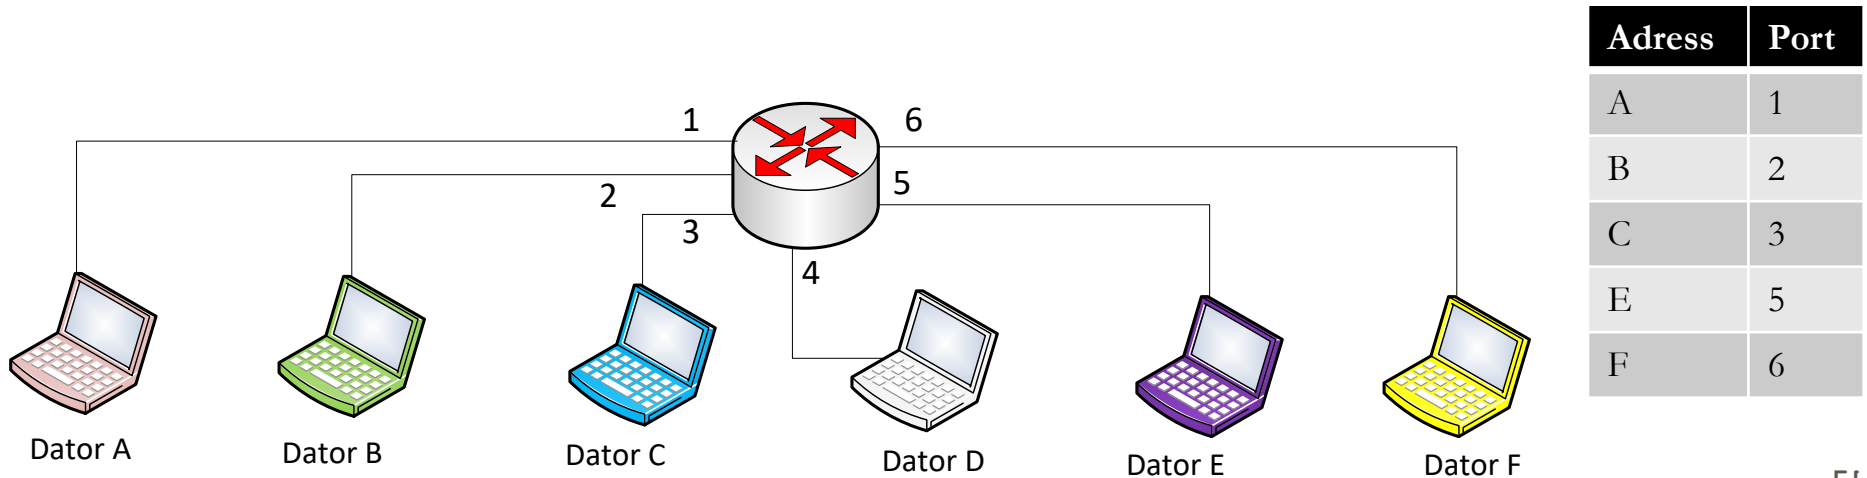 Adress Port
A 1
B 2
C 3
E 5
F 6
1
6
2
5
3
4
Dator A
Dator B
Dator C
Dator D
Dator E
Dator F